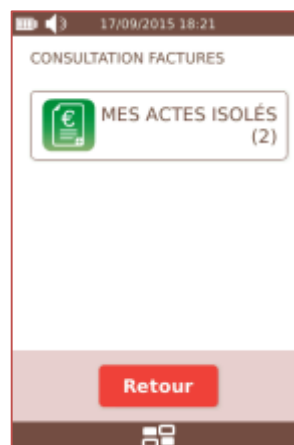 17/09/2015 18:21
CONSULTATION FACTURES
€
MES ACTES ISOLÉS
(2)
Retour